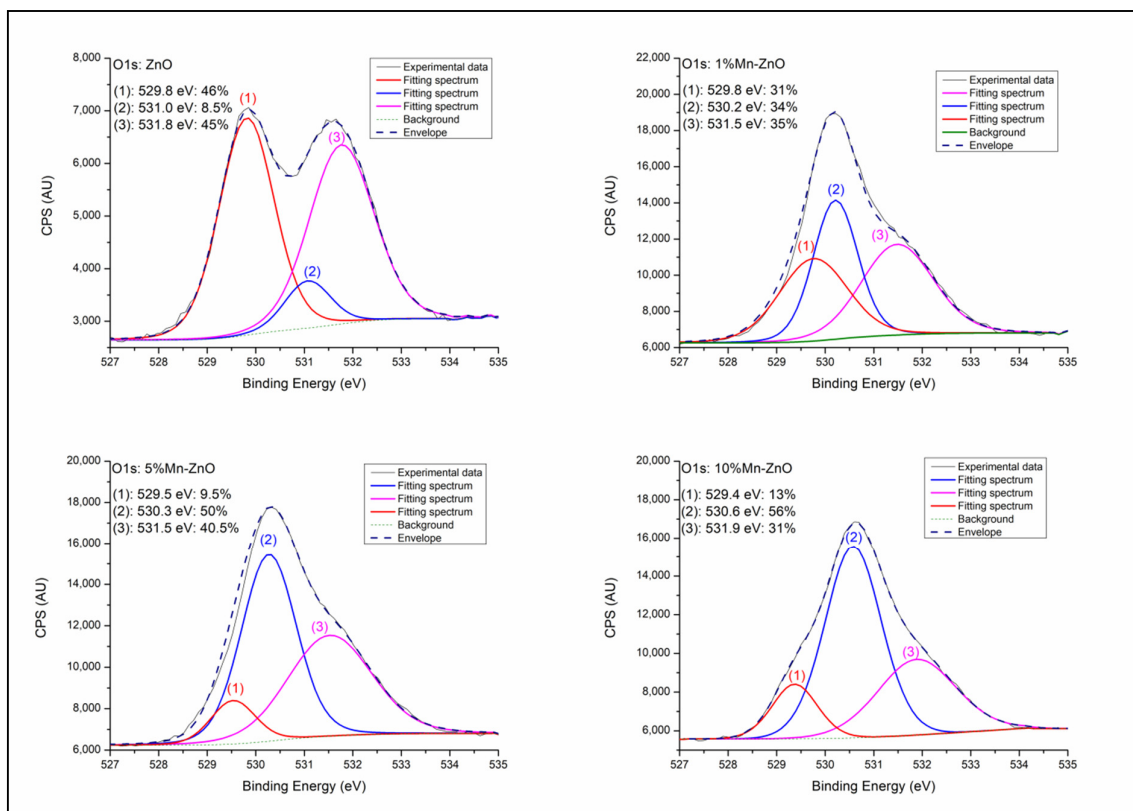 O1s: ZnO
(1): 529.8 eV: 46%
(2): 531.0 eV: 8.5%
(3): 531.8 eV: 45%
Experimental data
Fitting spectrum
Fitting spectrum
Fitting spectrum
Background
Envelope
(1)
(2)
(3)
CPS (AU)
8,000
7,000
6,000
5,000
4,000
3,000
527 528 529 530 531 532 533 534 535
Binding Energy (eV)
O1s: 1%Mn-ZnO
(1): 529.8 eV: 31%
(2): 530.2 eV: 34%
(3): 531.5 eV: 35%
Experimental data
Fitting spectrum
Fitting spectrum
Fitting spectrum
Background
Envelope
(1)
(2)
(3)
CPS (AU)
22,000
20,000
18,000
16,000
14,000
12,000
10,000
8,000
6,000
527 528 529 530 531 532 533 534 535
Binding Energy (eV)
O1s: 5%Mn-ZnO
(1): 529.5 eV: 9.5%
(2): 530.3 eV: 50%
(3): 531.5 eV: 40.5%
Experimental data
Fitting spectrum
Fitting spectrum
Fitting spectrum
Background
Envelope
(1)
(2)
(3)
CPS (AU)
20,000
18,000
16,000
14,000
12,000
10,000
8,000
6,000
527 528 529 530 531 532 533 534 535
Binding Energy (eV)
O1s: 10%Mn-ZnO
(1): 529.4 eV: 13%
(2): 530.6 eV: 56%
(3): 531.9 eV: 31%
Experimental data
Fitting spectrum
Fitting spectrum
Fitting spectrum
Background
Envelope
(1)
(2)
(3)
CPS (AU)
20,000
18,000
16,000
14,000
12,000
10,000
8,000
6,000
527 528 529 530 531 532 533 534 535
Binding Energy (eV)